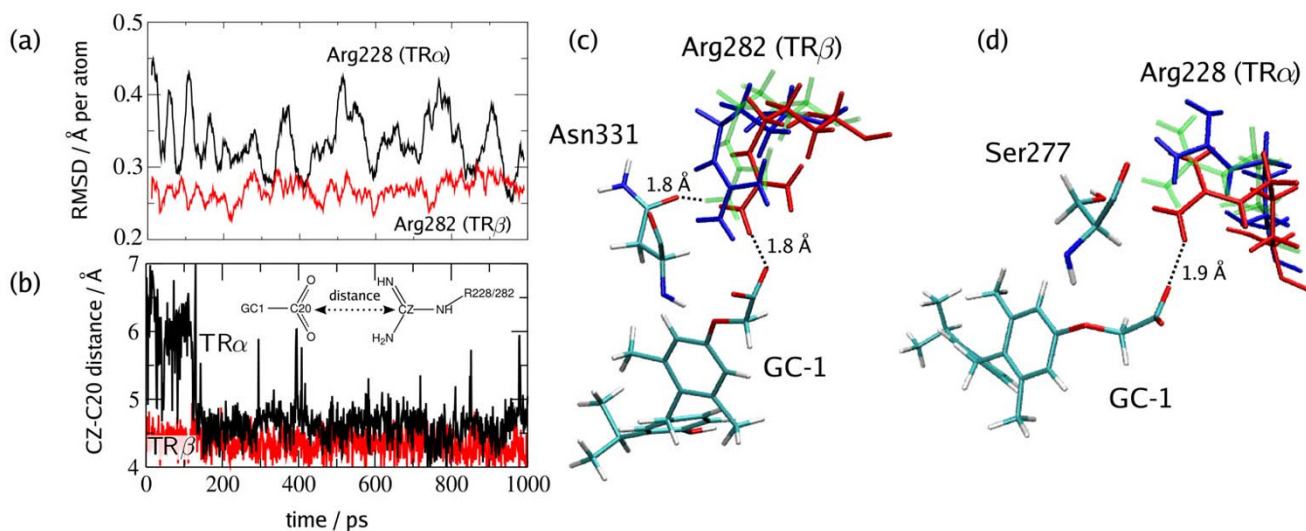 (a)
0.5
0.4
0.3
0.2
RMSD / Å per atom
Arg228 (TRα)
Arg282 (TRβ)
(b)
7
6
5
4
CZ-C20 distance / Å
TRα
TRβ
GC1
C20
O
O
distance
HN
CZ
NH
R228/282
H₂N
0 200 400 600 800 1000
time / ps
(c)
Arg282 (TRβ)
Asn331
1.8 Å
1.8 Å
GC-1
(d)
Arg228 (TRα)
Ser277
1.9 Å
GC-1